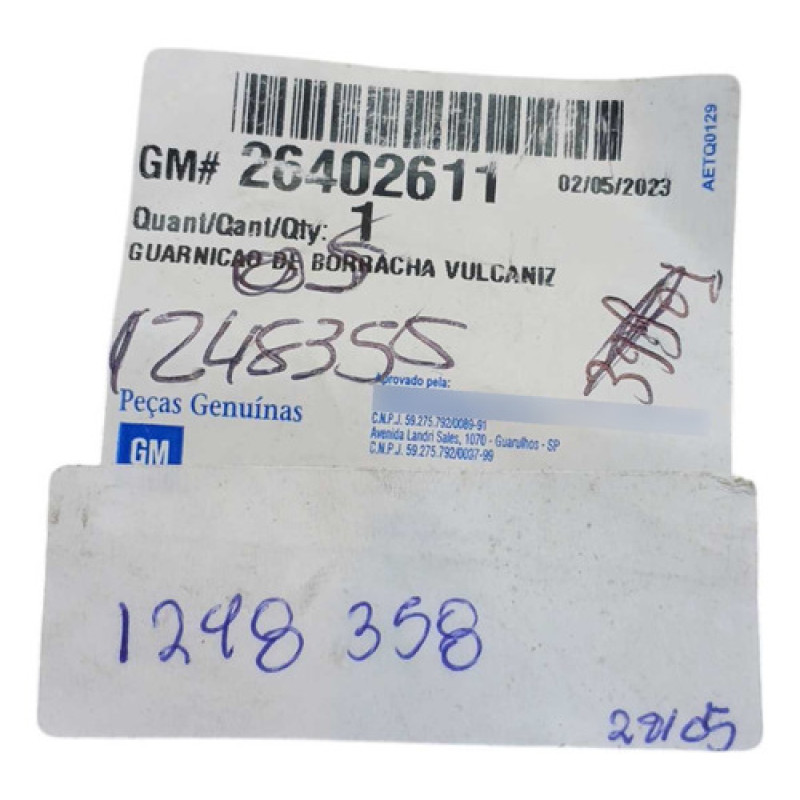 AETQ0129
GM# 26402611 02/05/2023
Quant/Cant/Qty: 1
GUARNICAO DE BORRACHA VULCANIZ
05
1248355
Aprovado pela:
Peças Genuínas
C.N.P.J. 59.275.792/0089-91
Avenida Landri Sales, 1070 - Guarulhos - SP
C.N.P.J. 59.275.792/0037-99
GM
1248 358
28/05